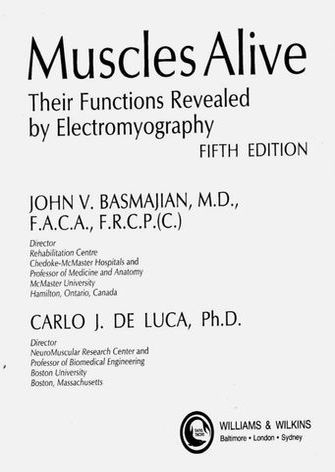 Muscles Alive
Their Functions Revealed
by Electromyography
FIFTH EDITION
JOHN V. BASMAJIAN, M.D.,
F.A.C.A., F.R.C.P.(C.)
Director
Rehabilitation Centre
Chedoke-McMaster Hospitals and
Professor of Medicine and Anatomy
McMaster University
Hamilton, Ontario, Canada
CARLO J. DE LUCA, Ph.D.
Director
NeuroMuscular Research Center and
Professor of Biomedical Engineering
Boston University
Boston, Massachusetts
WILLIAMS & WILKINS
Baltimore • London • Sydney